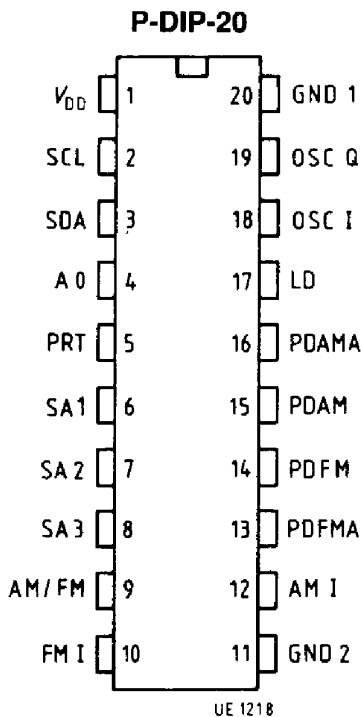 P-DIP-20
VDD 1 20 GND 1
SCL 2 19 OSC Q
SDA 3 18 OSC I
A0 4 17 LD
PRT 5 16 PDAMA
SA1 6 15 PDAM
SA2 7 14 PDFM
SA3 8 13 PDFMA
AM/FM 9 12 AM I
FM I 10 11 GND 2
UE 1218